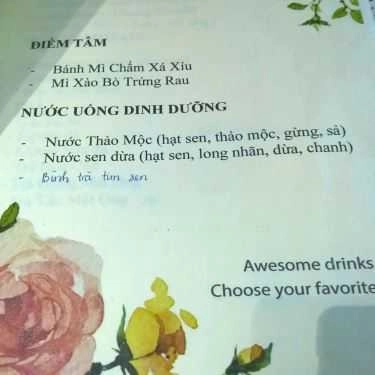 ĐIỂM TÂM
- Bánh Mì Chấm Xá Xíu
- Mì Xào Bò Trứng Rau
NƯỚC UỐNG DINH DƯỠNG
- Nước Thảo Mộc (hạt sen, thảo mộc, gừng, sả)
- Nước sen dừa (hạt sen, long nhãn, dừa, chanh)
- Bình trà tim sen
Awesome drinks
Choose your favorite